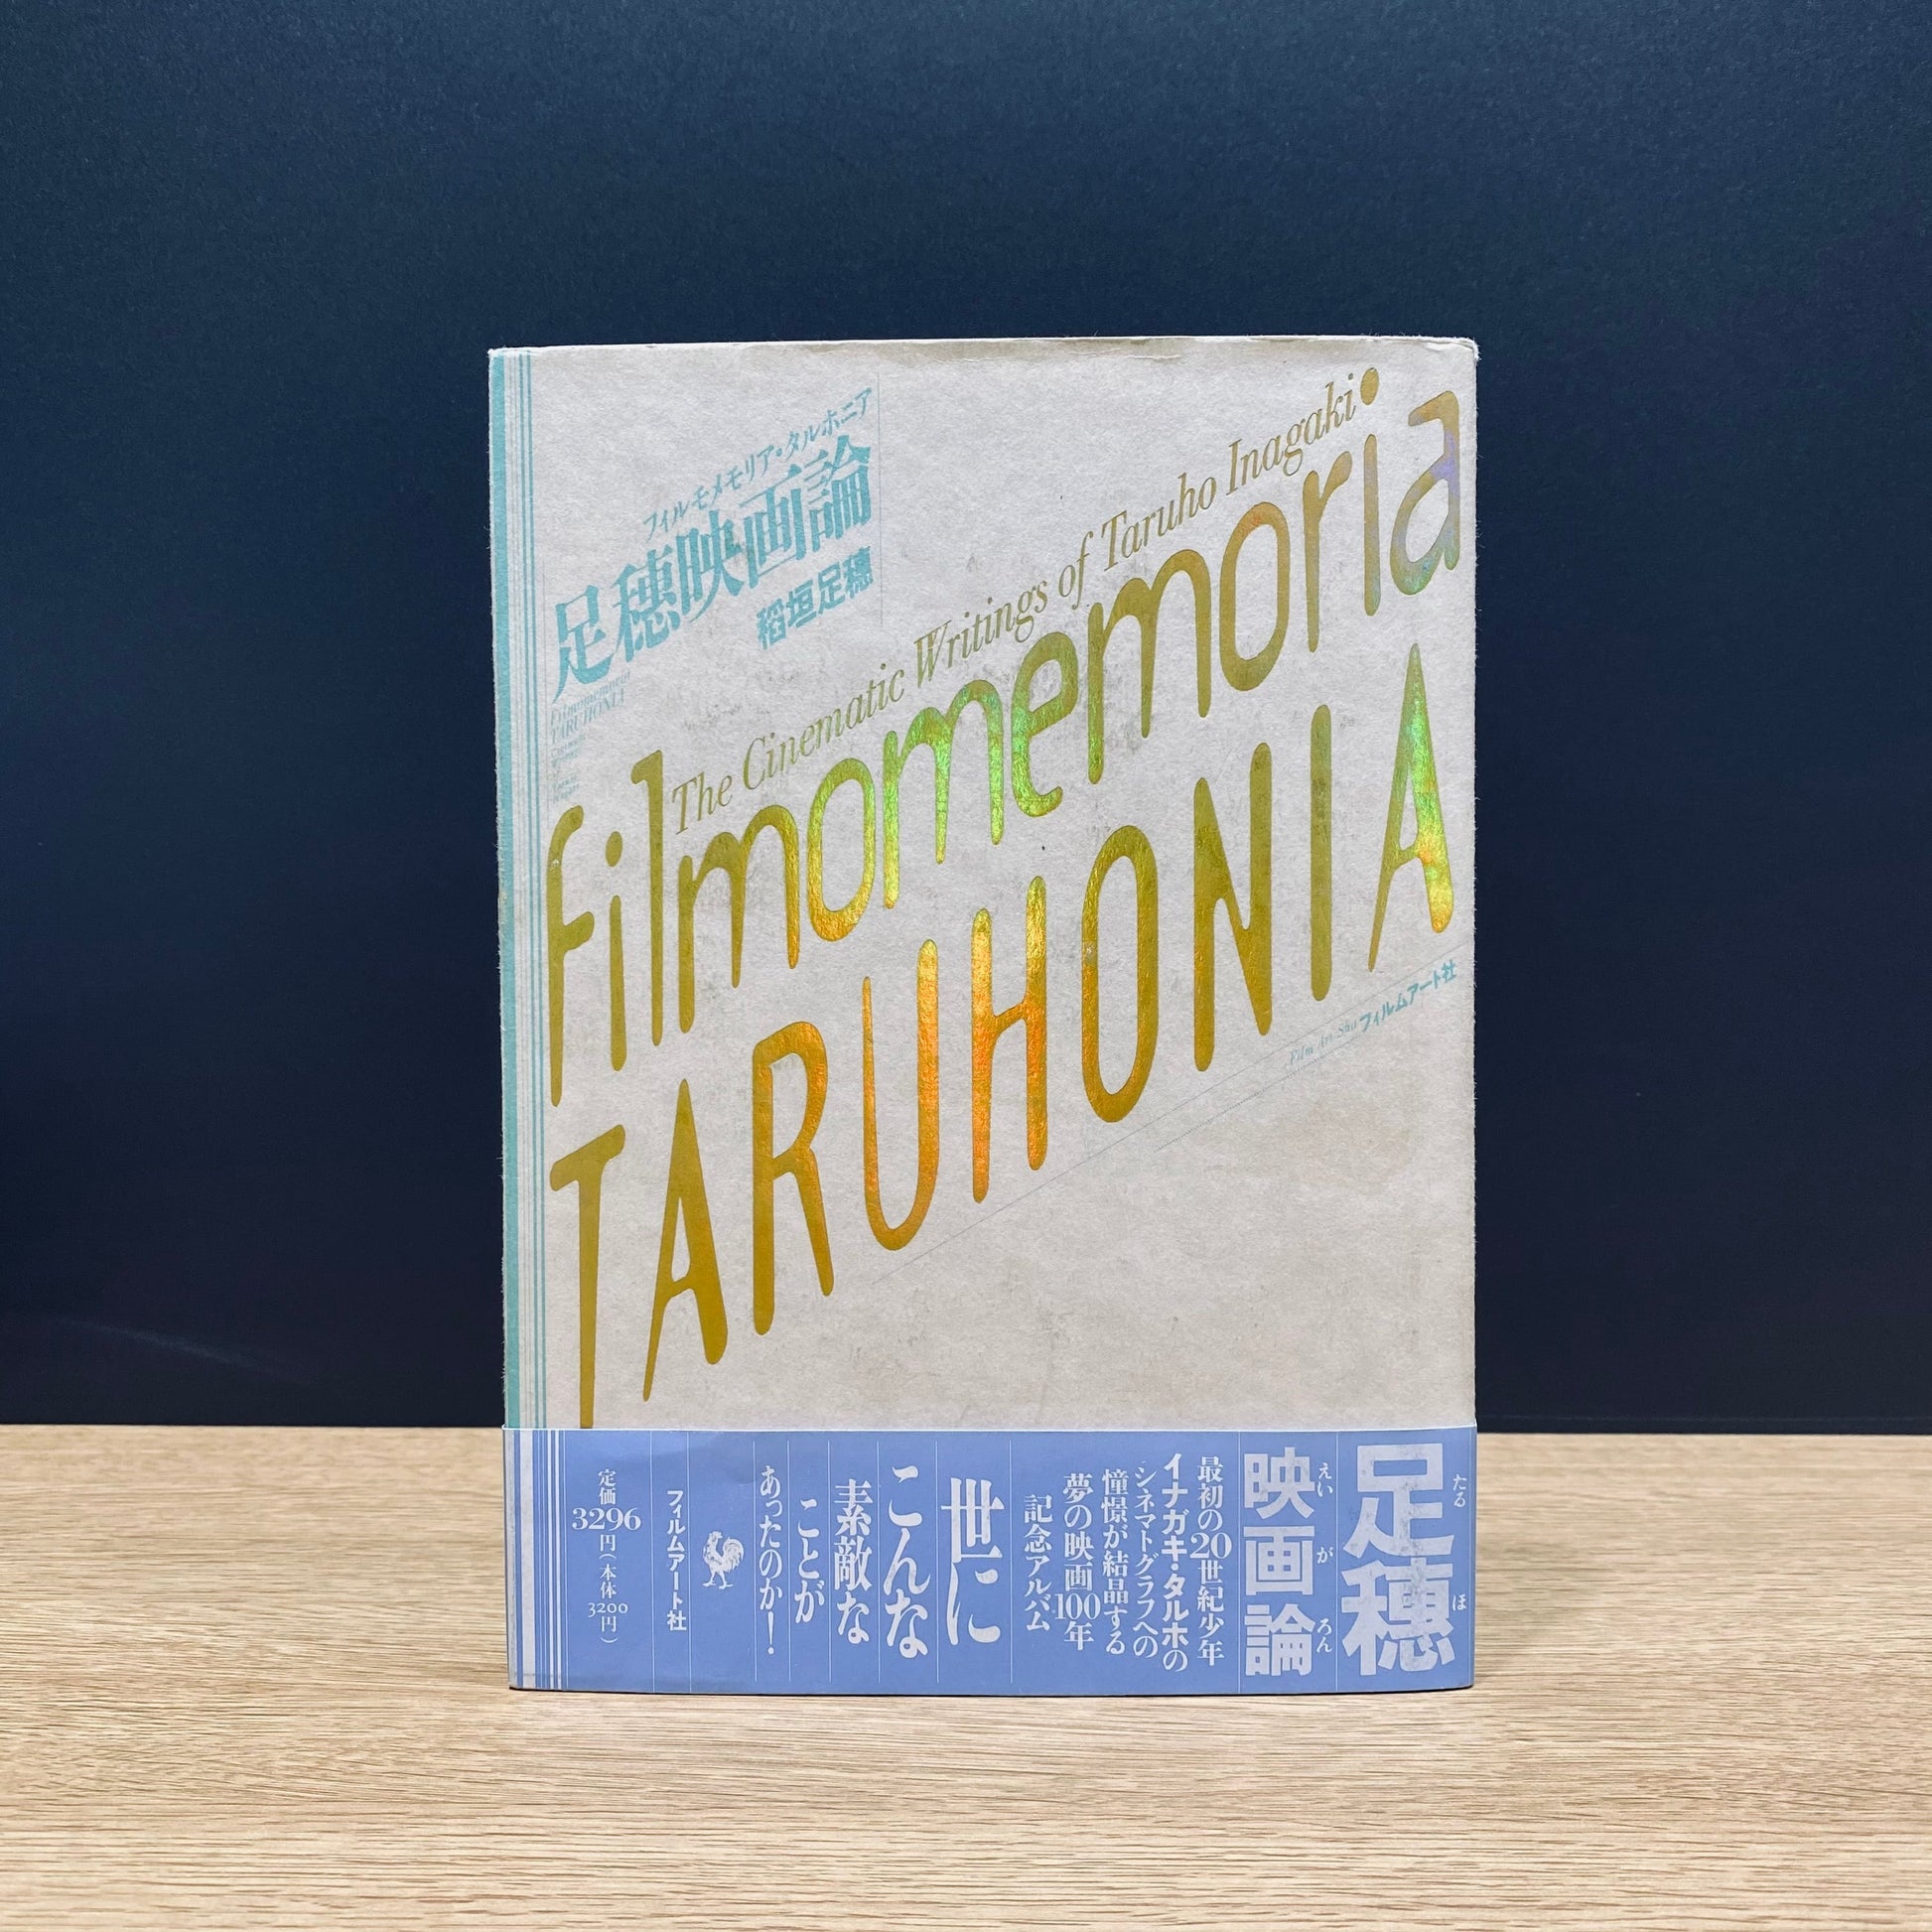 フィルモメモリア・タルホニア
足穂映画論
稲垣足穂
Filmomemoria
TARUHONIA
The Cinematic Writings of Taruho Inagaki
filmomemoria
TARUHONIA
Film Art Sha フィルムアート社
足穂
たるほ
映画論
えいがろん
最初の20世紀少年
イナガキ・タルホの
シネマトグラフへの
憧憬が結晶する
夢の映画100年
記念アルバム
世に
こんな
素敵な
ことが
あったのか!
フィルムアート社
定価3296円(本体3200円)